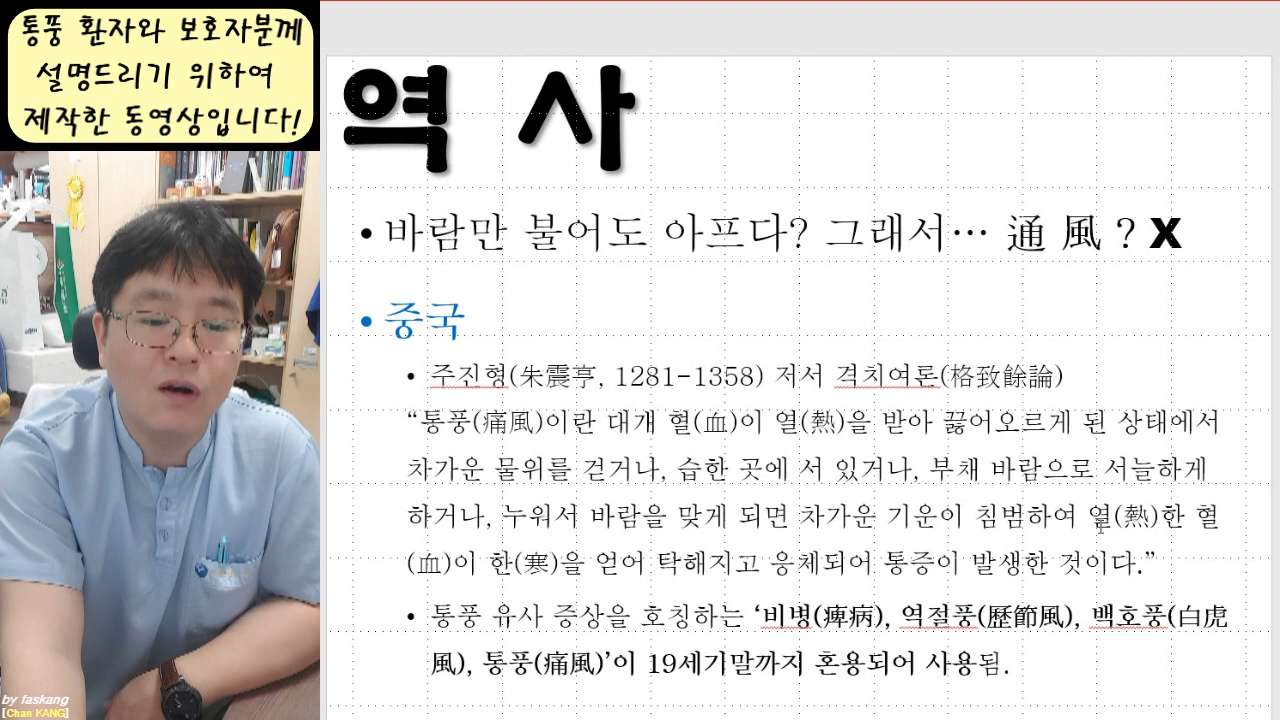 통풍 환자와 보호자분께
설명드리기 위하여
제작한 동영상입니다!
역 사
• 바람만 불어도 아프다? 그래서… 通 風 ? X
• 중국
• 주진형(朱震亨, 1281-1358) 저서 격치여론(格致餘論)
“통풍(痛風)이란 대개 혈(血)이 열(熱)을 받아 끓어오르게 된 상태에서
차가운 물위를 걷거나, 습한 곳에 서 있거나, 부채 바람으로 서늘하게
하거나, 누워서 바람을 맞게 되면 차가운 기운이 침범하여 열(熱)한 혈
(血)이 한(寒)을 얻어 탁해지고 응체되어 통증이 발생한 것이다.”
• 통풍 유사 증상을 호칭하는 ‘비병(痺病), 역절풍(歷節風), 백호풍(白虎
風), 통풍(痛風)’이 19세기말까지 혼용되어 사용됨.
by faskang
[Chan KANG]